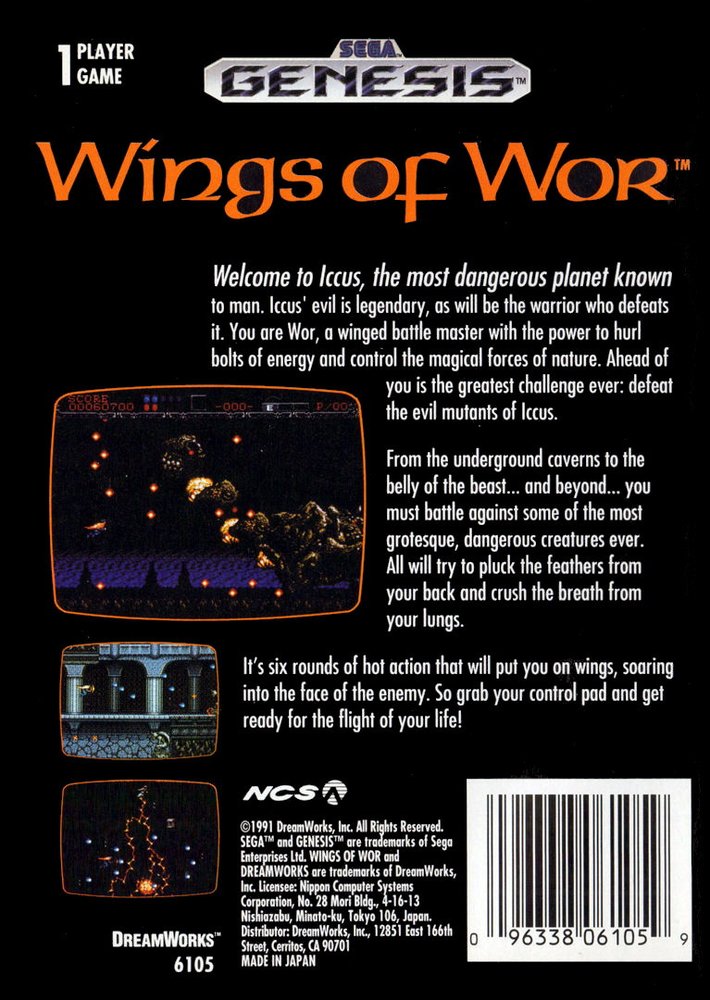 1 PLAYER
GAME
SEGA™
GENESIS™
Wings of Wor™
Welcome to Iccus, the most dangerous planet known
to man. Iccus' evil is legendary, as will be the warrior who defeats
it. You are Wor, a winged battle master with the power to hurl
bolts of energy and control the magical forces of nature. Ahead of
you is the greatest challenge ever: defeat
the evil mutants of Iccus.
SCORE
00060700
-000-
E
P/00
From the underground caverns to the
belly of the beast... and beyond... you
must battle against some of the most
grotesque, dangerous creatures ever.
All will try to pluck the feathers from
your back and crush the breath from
your lungs.
It's six rounds of hot action that will put you on wings, soaring
into the face of the enemy. So grab your control pad and get
ready for the flight of your life!
NCS
©1991 DreamWorks, Inc. All Rights Reserved.
SEGA™ and GENESIS™ are trademarks of Sega
Enterprises Ltd. WINGS OF WOR and
DREAMWORKS are trademarks of DreamWorks,
Inc. Licensee: Nippon Computer Systems
Corporation, No. 28 Mori Bldg., 4-16-13
Nishiazabu, Minato-ku, Tokyo 106, Japan.
Distributor: DreamWorks, Inc., 12851 East 166th
Street, Cerritos, CA 90701
MADE IN JAPAN
DREAMWORKS™
6105
0 96338 06105 9